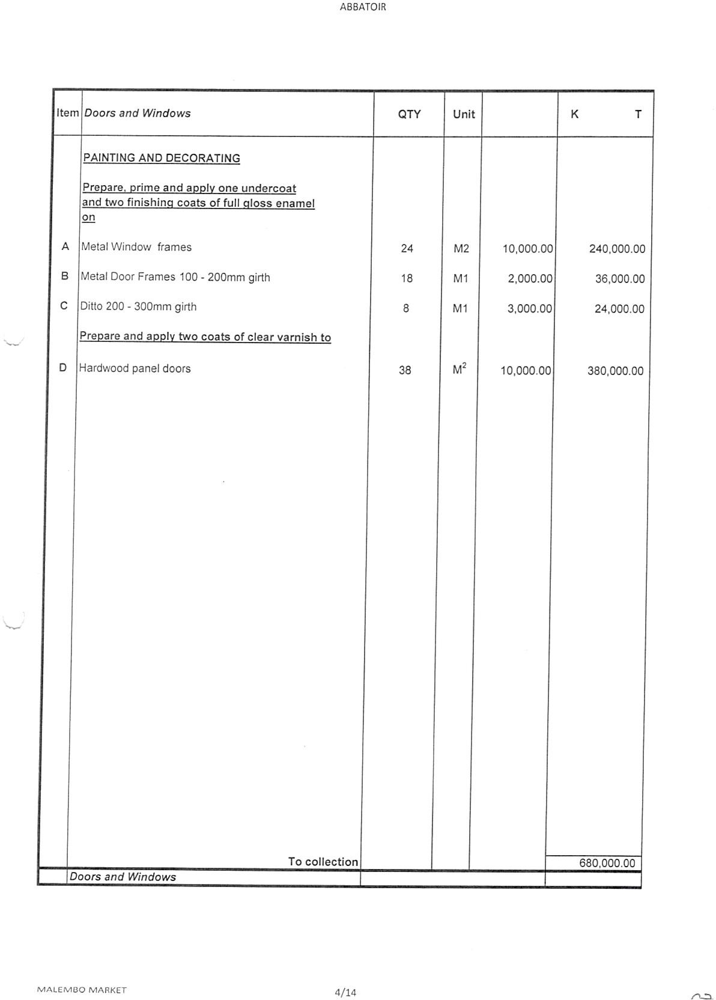 ABBATOIR
Item Doors and Windows QTY Unit K T
PAINTING AND DECORATING
Prepare, prime and apply one undercoat
and two finishing coats of full gloss enamel
on
A Metal Window frames 24 M2 10,000.00 240,000.00
B Metal Door Frames 100 - 200mm girth 18 M1 2,000.00 36,000.00
C Ditto 200 - 300mm girth 8 M1 3,000.00 24,000.00
Prepare and apply two coats of clear varnish to
D Hardwood panel doors 38 M² 10,000.00 380,000.00
To collection 680,000.00
Doors and Windows
MALEMBO MARKET 4/14